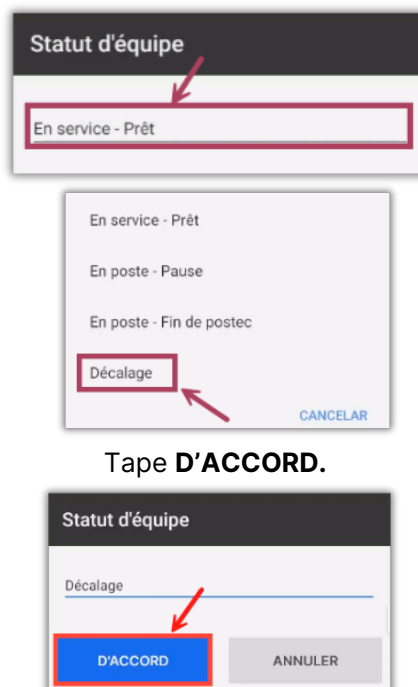 Statut d'équipe
En service - Prêt
En service - Prêt
En poste - Pause
En poste - Fin de postec
Décalage
CANCELAR
Tape D’ACCORD.
Statut d'équipe
Décalage
D'ACCORD ANNULER